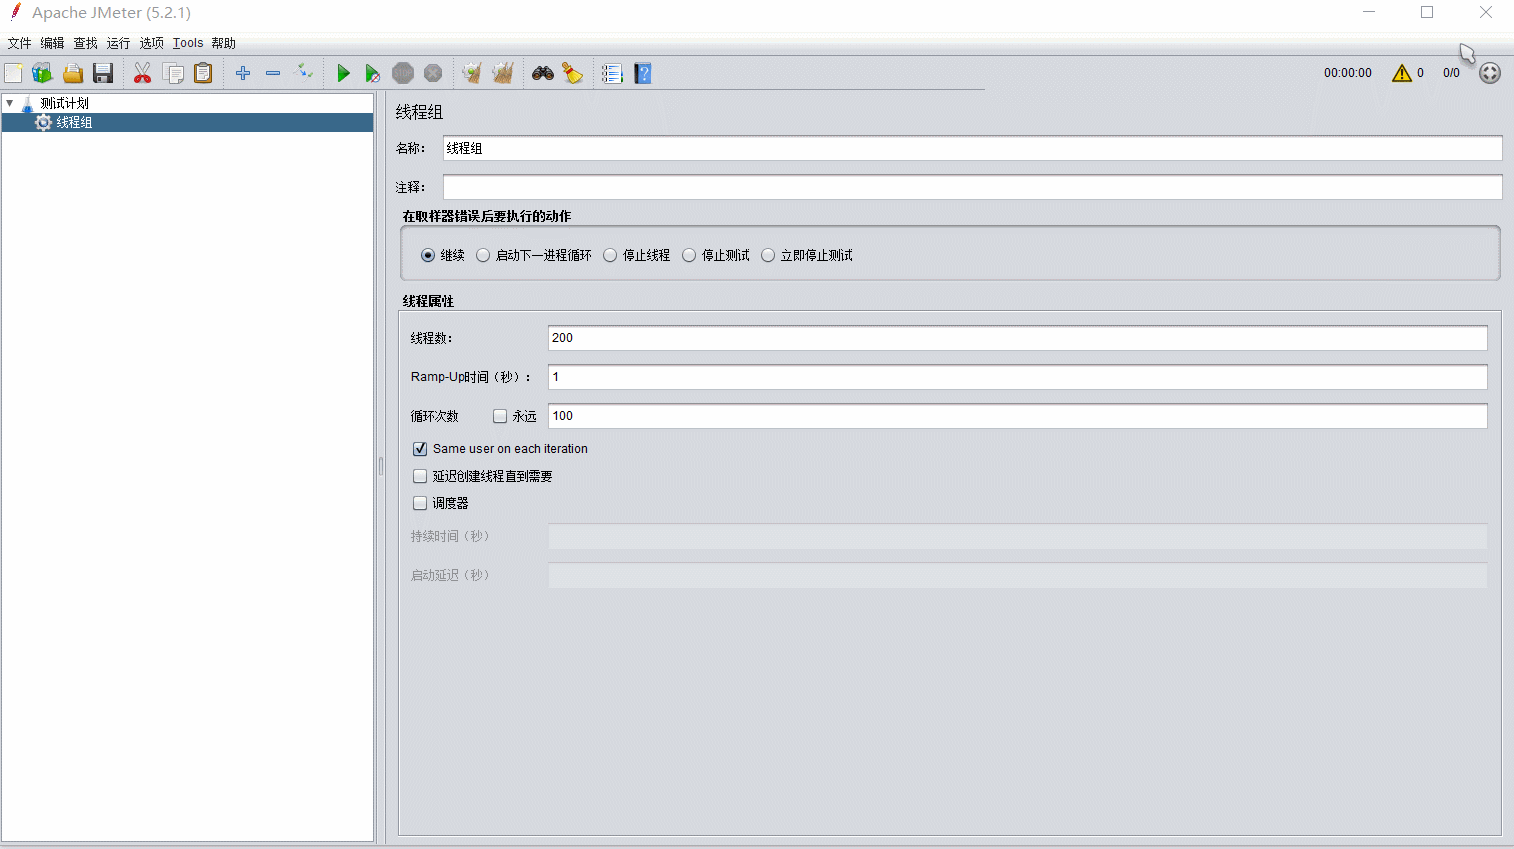 Apache JMeter (5.2.1)
文件 编辑 查找 运行 选项 Tools 帮助
STOP
?
00:00:00 0 0/0
测试计划
线程组
线程组
名称： 线程组
注释：
在取样器错误后要执行的动作
继续 启动下一进程循环 停止线程 停止测试 立即停止测试
线程属性
线程数： 200
Ramp-Up时间（秒）： 1
循环次数 永远 100
Same user on each iteration
延迟创建线程直到需要
调度器
持续时间（秒）
启动延迟（秒）